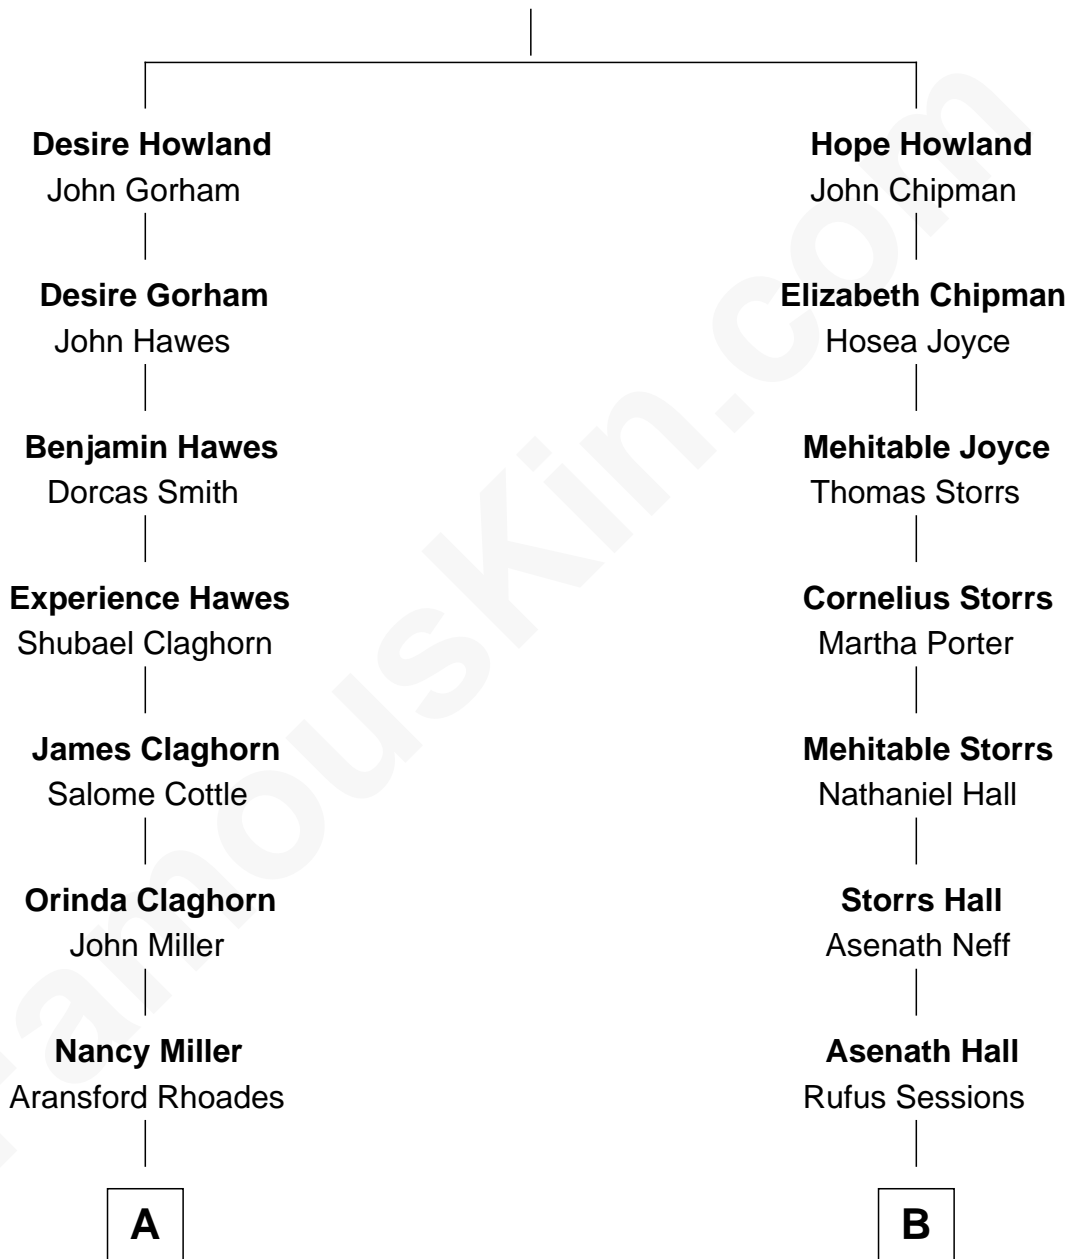 Desire Howland
John Gorham
Desire Gorham
John Hawes
Benjamin Hawes
Dorcas Smith
Experience Hawes
Shubael Claghorn
James Claghorn
Salome Cottle
Orinda Claghorn
John Miller
Nancy Miller
Aransford Rhoades
A
Hope Howland
John Chipman
Elizabeth Chipman
Hosea Joyce
Mehitable Joyce
Thomas Storrs
Cornelius Storrs
Martha Porter
Mehitable Storrs
Nathaniel Hall
Storrs Hall
Asenath Neff
Asenath Hall
Rufus Sessions
B
FamousKin.com